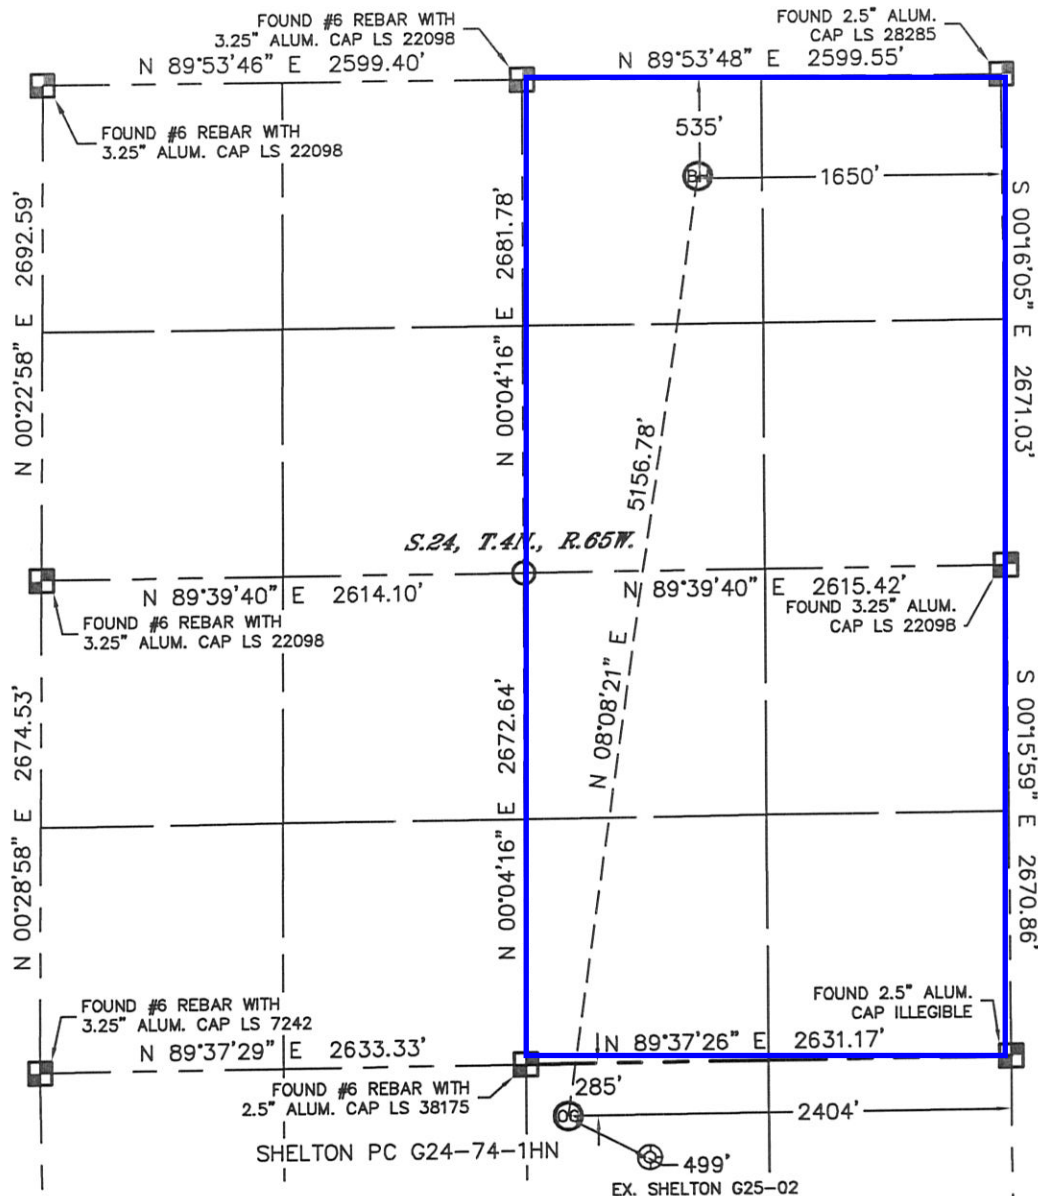 FOUND #6 REBAR WITH
3.25" ALUM. CAP LS 22098
FOUND 2.5" ALUM.
CAP LS 28285
N 89°53'46" E 2599.40'
N 89°53'48" E 2599.55'
FOUND #6 REBAR WITH
3.25" ALUM. CAP LS 22098
535'
BH
1650'
N 00°22'58" E 2692.59'
N 00°04'16" E 2681.78'
S 00°16'05" E 2671.03'
5156.78'
S.24, T.4N., R.65W.
N 89°39'40" E 2614.10'
N 89°39'40" E 2615.42'
FOUND #6 REBAR WITH
3.25" ALUM. CAP LS 22098
FOUND 3.25" ALUM.
CAP LS 22098
N 08°08'21" E
N 00°28'58" E 2674.53'
N 00°04'16" E 2672.64'
S 00°15'59" E 2670.86'
FOUND #6 REBAR WITH
3.25" ALUM. CAP LS 7242
FOUND 2.5" ALUM.
CAP ILLEGIBLE
N 89°37'29" E 2633.33'
N 89°37'26" E 2631.17'
FOUND #6 REBAR WITH
2.5" ALUM. CAP LS 38175
285'
OG
2404'
SHELTON PC G24-74-1HN
499'
EX. SHELTON G25-02